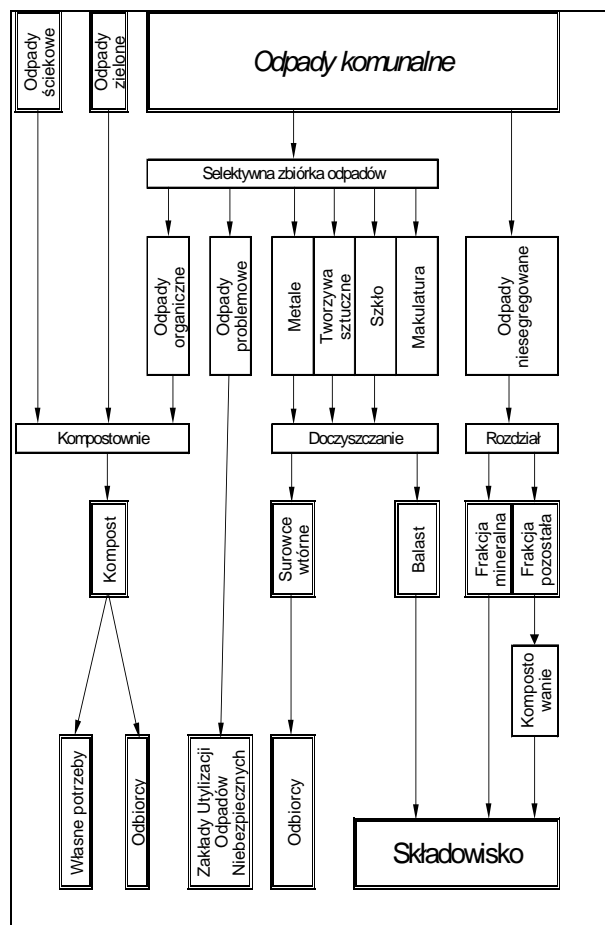 Odpady
ściekowe
Odpady
zielone
Odpady komunalne
Selektywna zbiórka odpadów
Odpady
organiczne
Odpady
problemowe
Metale
Tworzywa
sztuczne
Szkło
Makulatura
Odpady
niesegregowane
Kompostownie
Doczyszczanie
Rozdział
Kompost
Surowce
wtórne
Balast
Frakcja
mineralna
Frakcja
pozostała
Komposto
wanie
Własne potrzeby
Odbiorcy
Zakłady Utylizacji
Odpadów
Niebezpiecznych
Odbiorcy
Składowisko